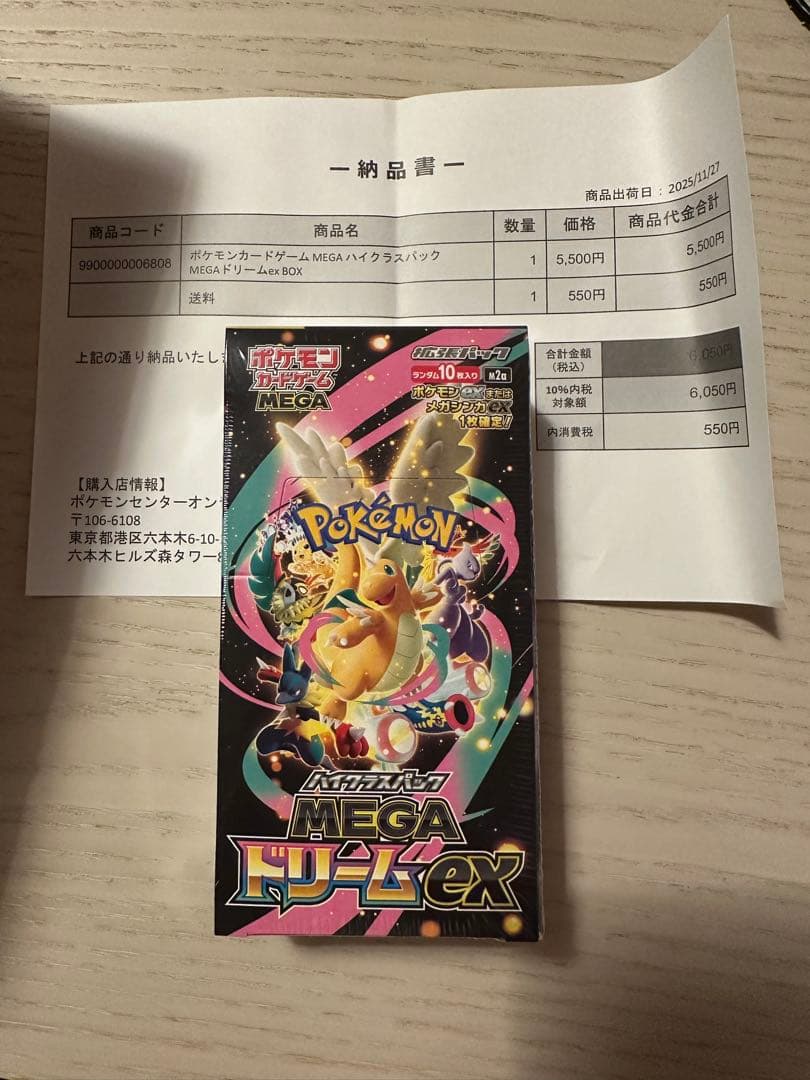 ー納品書ー
商品出荷日：2025/11/27
商品コード 商品名 数量 価格 商品代金合計
9900000006808 ポケモンカードゲーム MEGA ハイクラスパック 1 5,500円 5,500円
MEGAドリームex BOX
送料 1 550円 550円
上記の通り納品いたしま
合計金額
（税込） 6,050円
10％内税
対象額 6,050円
内消費税 550円
【購入店情報】
ポケモンセンターオン
〒106-6108
東京都港区六本木6-10-
六本木ヒルズ森タワー
ポケモン
カードゲーム
MEGA
拡張パック
ランダム10枚入り M2a
ポケモンexまたは
メガシンカex
1枚確定！
POKéMON
ハイクラスパック
MEGA
ドリームex